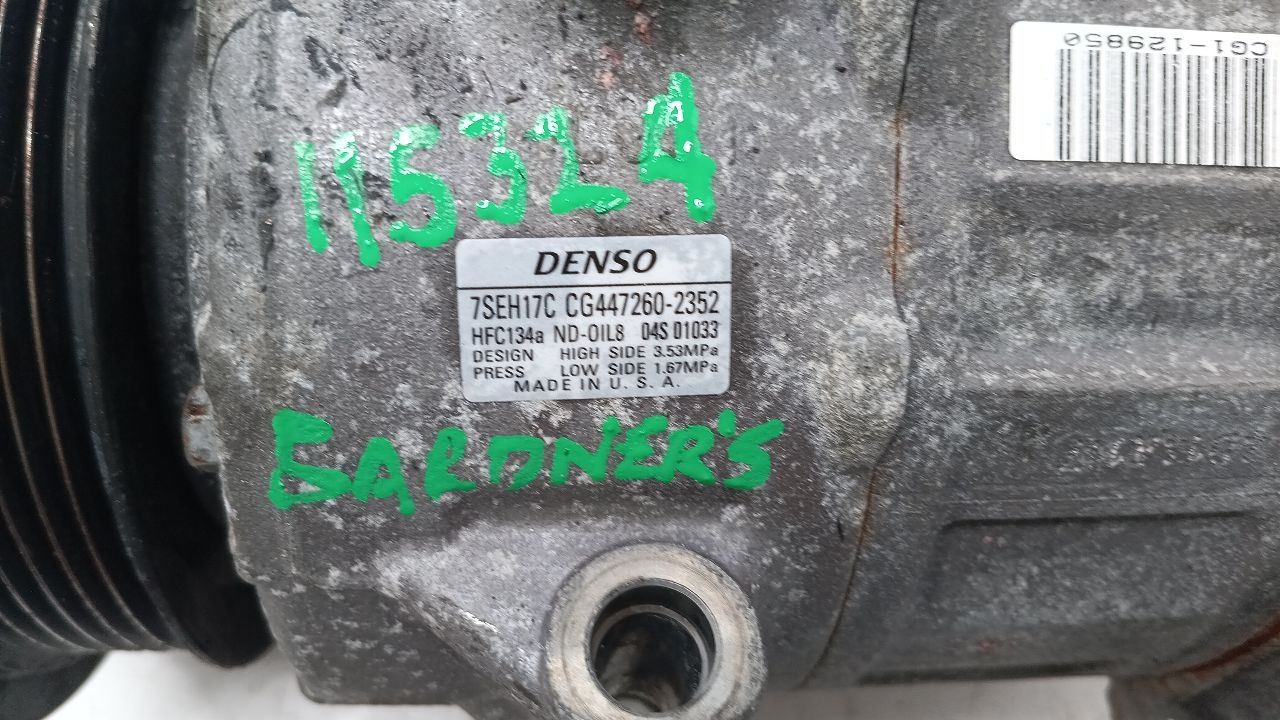 CG1-129850
11532A
DENSO
7SEH17C CG447260-2352
HFC134a ND-OIL8 04S 01033
DESIGN HIGH SIDE 3.53MPa
PRESS LOW SIDE 1.67MPa
MADE IN U.S.A.
GARDNER'S